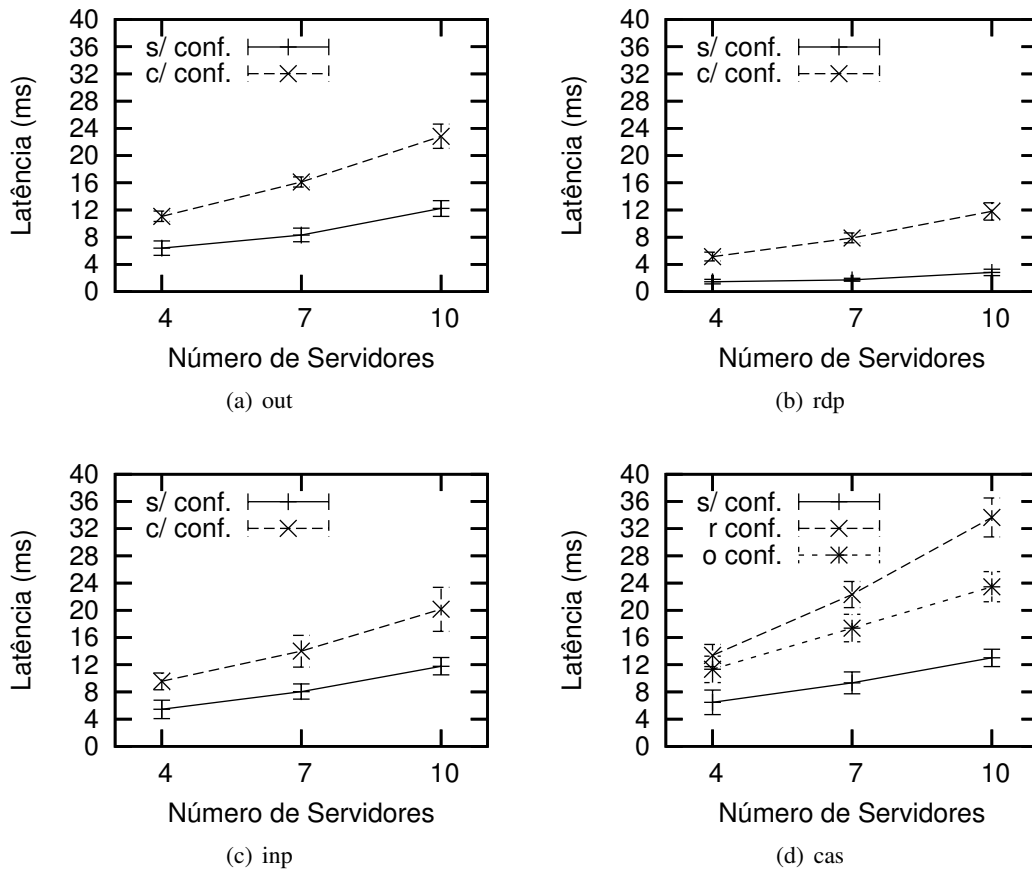 Latência (ms)
40
36
32
28
24
20
16
12
8
4
0
s/ conf.
c/ conf.
4 7 10
Número de Servidores
(a) out
Latência (ms)
40
36
32
28
24
20
16
12
8
4
0
s/ conf.
c/ conf.
4 7 10
Número de Servidores
(b) rdp
Latência (ms)
40
36
32
28
24
20
16
12
8
4
0
s/ conf.
c/ conf.
4 7 10
Número de Servidores
(c) inp
Latência (ms)
40
36
32
28
24
20
16
12
8
4
0
s/ conf.
r conf.
o conf.
4 7 10
Número de Servidores
(d) cas